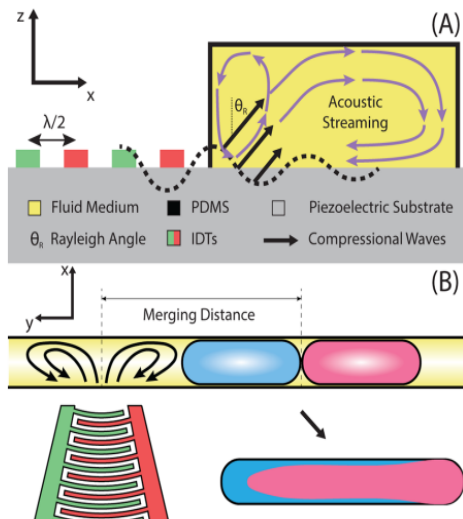 (A)
z
x
λ/2
θR
Acoustic
Streaming
Fluid Medium
PDMS
Piezoelectric Substrate
θR Rayleigh Angle
IDTs
Compressional Waves
(B)
x
y
Merging Distance